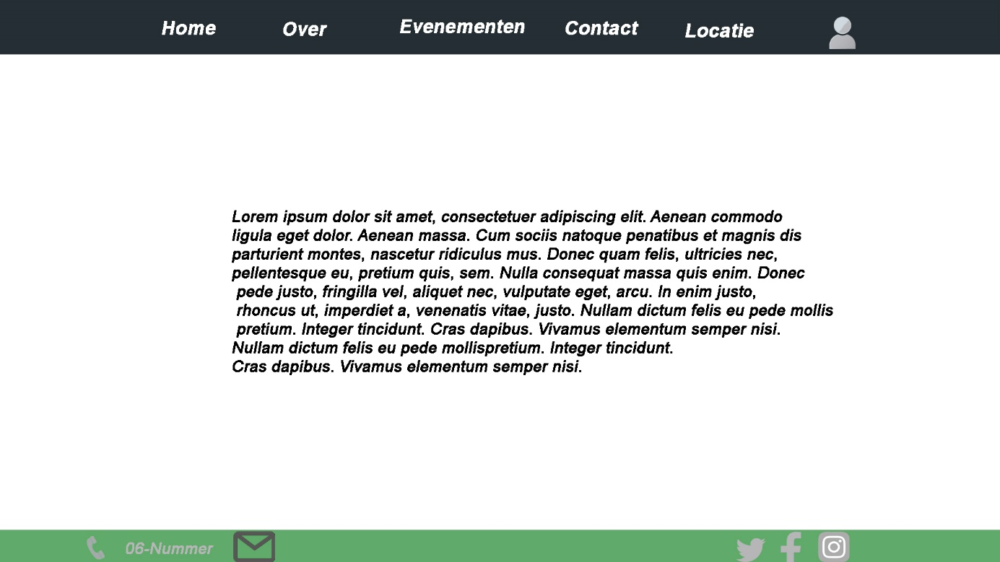 Home Over Evenementen Contact Locatie
Lorem ipsum dolor sit amet, consectetuer adipiscing elit. Aenean commodo
ligula eget dolor. Aenean massa. Cum sociis natoque penatibus et magnis dis
parturient montes, nascetur ridiculus mus. Donec quam felis, ultricies nec,
pellentesque eu, pretium quis, sem. Nulla consequat massa quis enim. Donec
pede justo, fringilla vel, aliquet nec, vulputate eget, arcu. In enim justo,
rhoncus ut, imperdiet a, venenatis vitae, justo. Nullam dictum felis eu pede mollis
pretium. Integer tincidunt. Cras dapibus. Vivamus elementum semper nisi.
Nullam dictum felis eu pede mollispretium. Integer tincidunt.
Cras dapibus. Vivamus elementum semper nisi.
06-Nummer